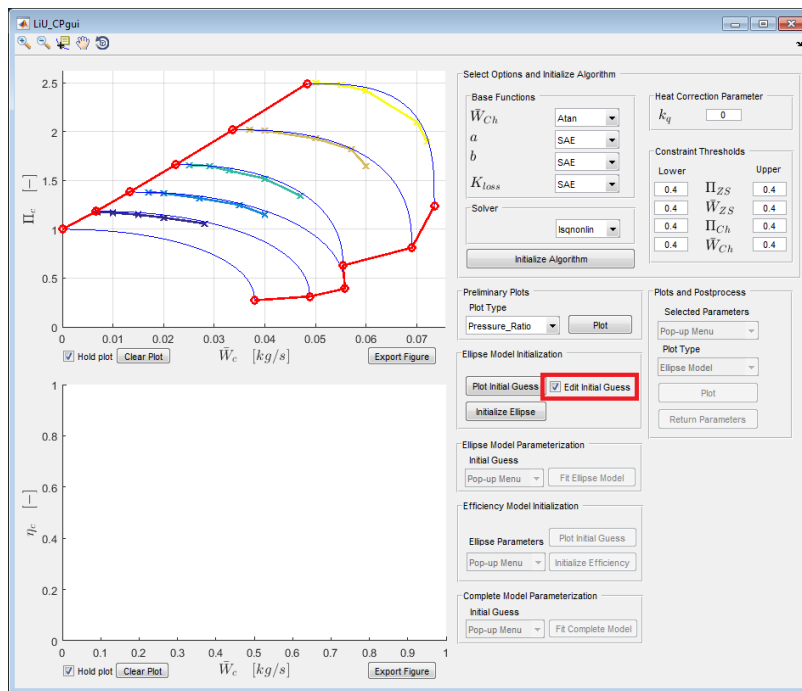 LiU_CPgui
2.5
2
1.5
1
0.5
0
Π_c [−]
0 0.01 0.02 0.03 0.04 0.05 0.06 0.07
Hold plot Clear Plot W̄_c [kg/s] Export Figure
1
0.8
0.6
0.4
0.2
0
η_c [−]
0 0.1 0.2 0.3 0.4 0.5 0.6 0.7 0.8 0.9 1
Hold plot Clear Plot W̄_c [kg/s] Export Figure
Select Options and Initialize Algorithm
Base Functions
W̄_Ch Atan
a SAE
b SAE
K_loss SAE
Solver
lsqnonlin
Initialize Algorithm
Heat Correction Parameter
k_q 0
Constraint Thresholds
Lower Upper
0.4 Π_ZS 0.4
0.4 W̄_ZS 0.4
0.4 Π_Ch 0.4
0.4 W̄_Ch 0.4
Preliminary Plots
Plot Type
Pressure_Ratio Plot
Ellipse Model Initialization
Plot Initial Guess Edit Initial Guess
Initialize Ellipse
Ellipse Model Parameterization
Initial Guess
Pop-up Menu Fit Ellipse Model
Efficiency Model Initialization
Plot Initial Guess
Ellipse Parameters
Pop-up Menu Initialize Efficiency
Complete Model Parameterization
Initial Guess
Pop-up Menu Fit Complete Model
Plots and Postprocess
Selected Parameters
Pop-up Menu
Plot Type
Ellipse Model
Plot
Return Parameters